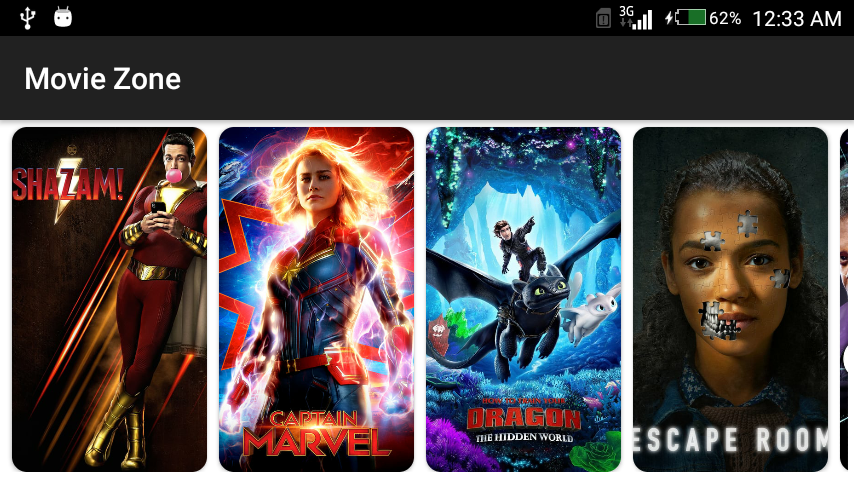 3G
62%
12:33 AM
Movie Zone
SHAZAM!
CAPTAIN
MARVEL
HOW TO TRAIN YOUR
DRAGON
THE HIDDEN WORLD
ESCAPE ROOM